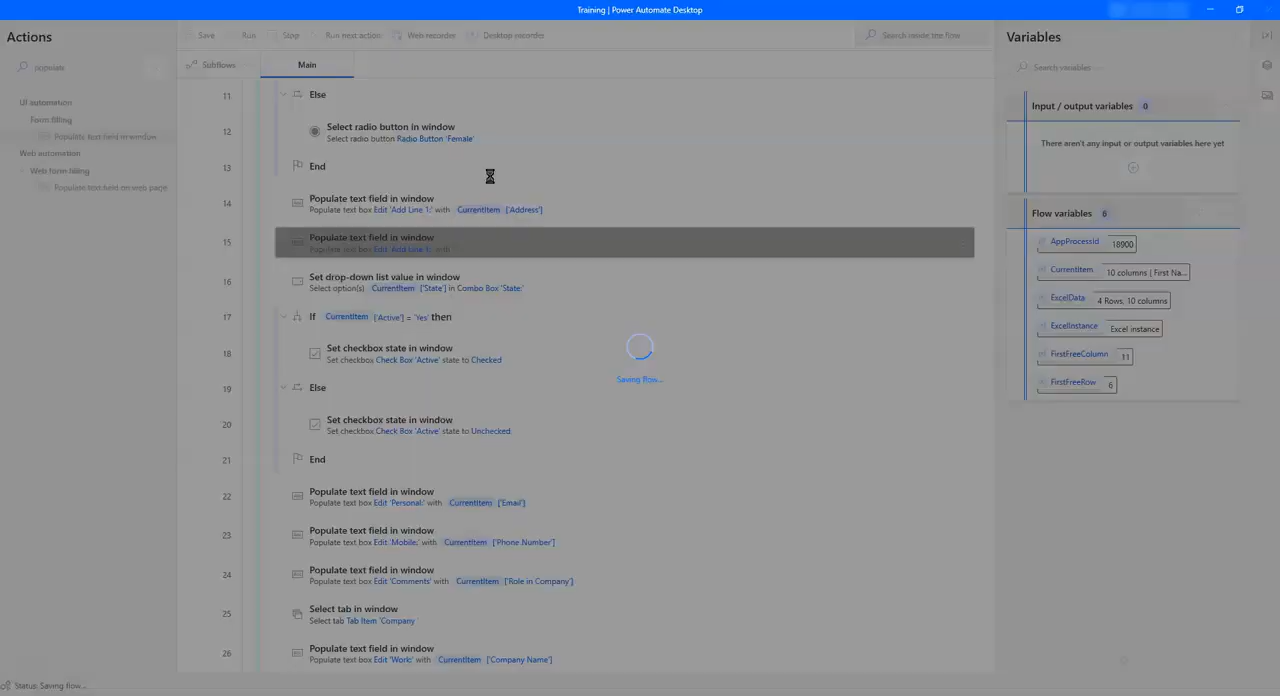 Training | Power Automate Desktop
Actions
Save
Run
Stop
Run next action
Web recorder
Desktop recorder
Search inside the flow
Variables
populate
Subflows
Main
Search variables
UI automation
Form filling
Populate text field in window
Web automation
Web form filling
Populate text field on web page
11
Else
12
Select radio button in window
Select radio button Radio Button 'Female'
13
End
14
Populate text field in window
Populate text box Edit 'Add Line 1:' with CurrentItem ['Address']
15
Populate text field in window
Populate text box Edit 'Add Line 1:' with
16
Set drop-down list value in window
Select option(s) CurrentItem ['State'] in Combo Box 'State:'
17
If CurrentItem ['Active'] = 'Yes' then
18
Set checkbox state in window
Set checkbox Check Box 'Active' state to Checked
19
Else
20
Set checkbox state in window
Set checkbox Check Box 'Active' state to Unchecked
21
End
22
Populate text field in window
Populate text box Edit 'Personal:' with CurrentItem ['Email']
23
Populate text field in window
Populate text box Edit 'Mobile:' with CurrentItem ['Phone Number']
24
Populate text field in window
Populate text box Edit 'Comments' with CurrentItem ['Role in Company']
25
Select tab in window
Select tab Tab Item 'Company'
26
Populate text field in window
Populate text box Edit 'Work:' with CurrentItem ['Company Name']
Saving flow...
Input / output variables 0
There aren't any input or output variables here yet
Flow variables 6
AppProcessId 18900
CurrentItem 10 columns | First Na...
ExcelData 4 Rows, 10 columns
ExcelInstance Excel instance
FirstFreeColumn 11
FirstFreeRow 6
Status: Saving flow...